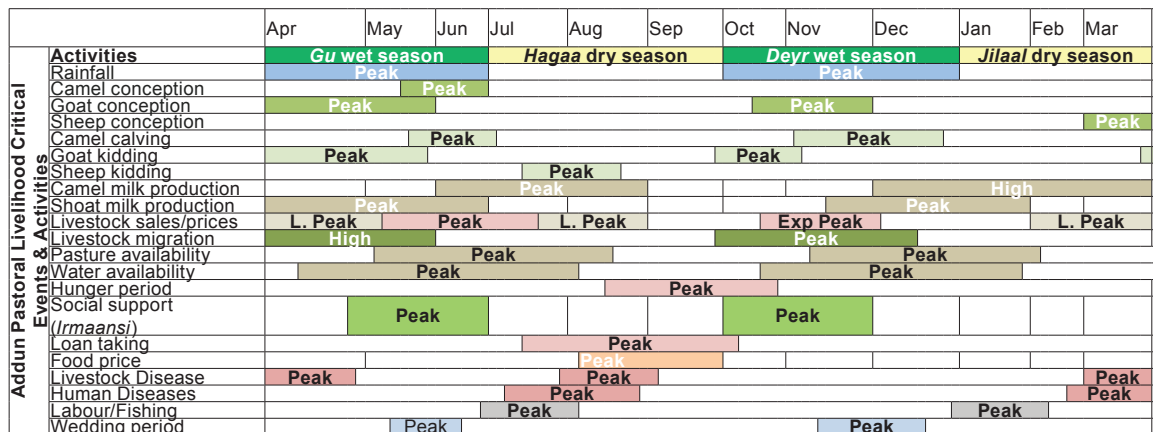 Apr May Jun Jul Aug Sep Oct Nov Dec Jan Feb Mar
Addun Pastoral Livelihood Critical
Events & Activities
Activities Gu wet season Hagaa dry season Deyr wet season Jilaal dry season
Rainfall Peak Peak
Camel conception Peak
Goat conception Peak Peak
Sheep conception Peak
Camel calving Peak Peak
Goat kidding Peak Peak
Sheep kidding Peak
Camel milk production Peak High
Shoat milk production Peak Peak
Livestock sales/prices L. Peak Peak L. Peak Exp Peak L. Peak
Livestock migration High Peak
Pasture availability Peak Peak
Water availability Peak Peak
Hunger period Peak
Social support
(Irmaansi) Peak Peak
Loan taking Peak
Food price Peak
Livestock Disease Peak Peak Peak
Human Diseases Peak Peak
Labour/Fishing Peak Peak
Wedding period Peak Peak